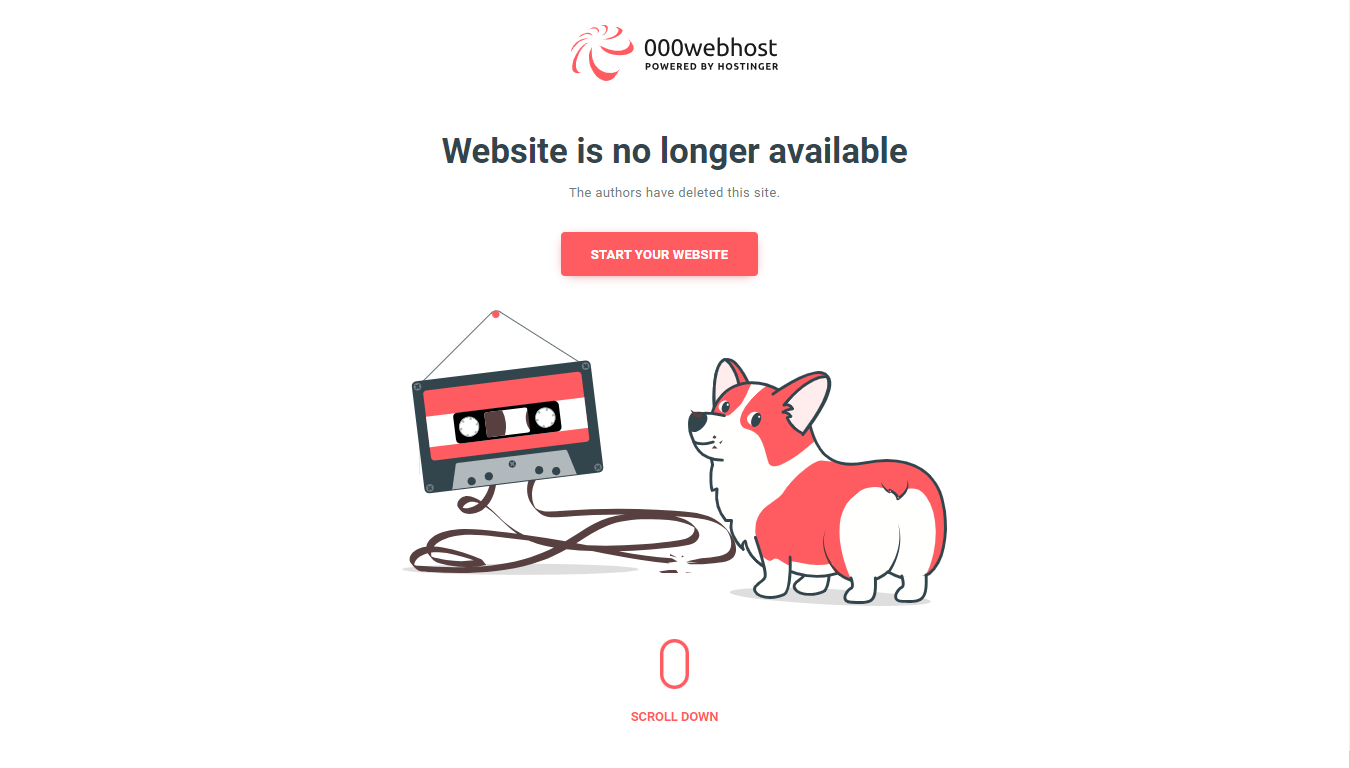 000webhost
POWERED BY HOSTINGER
Website is no longer available
The authors have deleted this site.
START YOUR WEBSITE
SCROLL DOWN